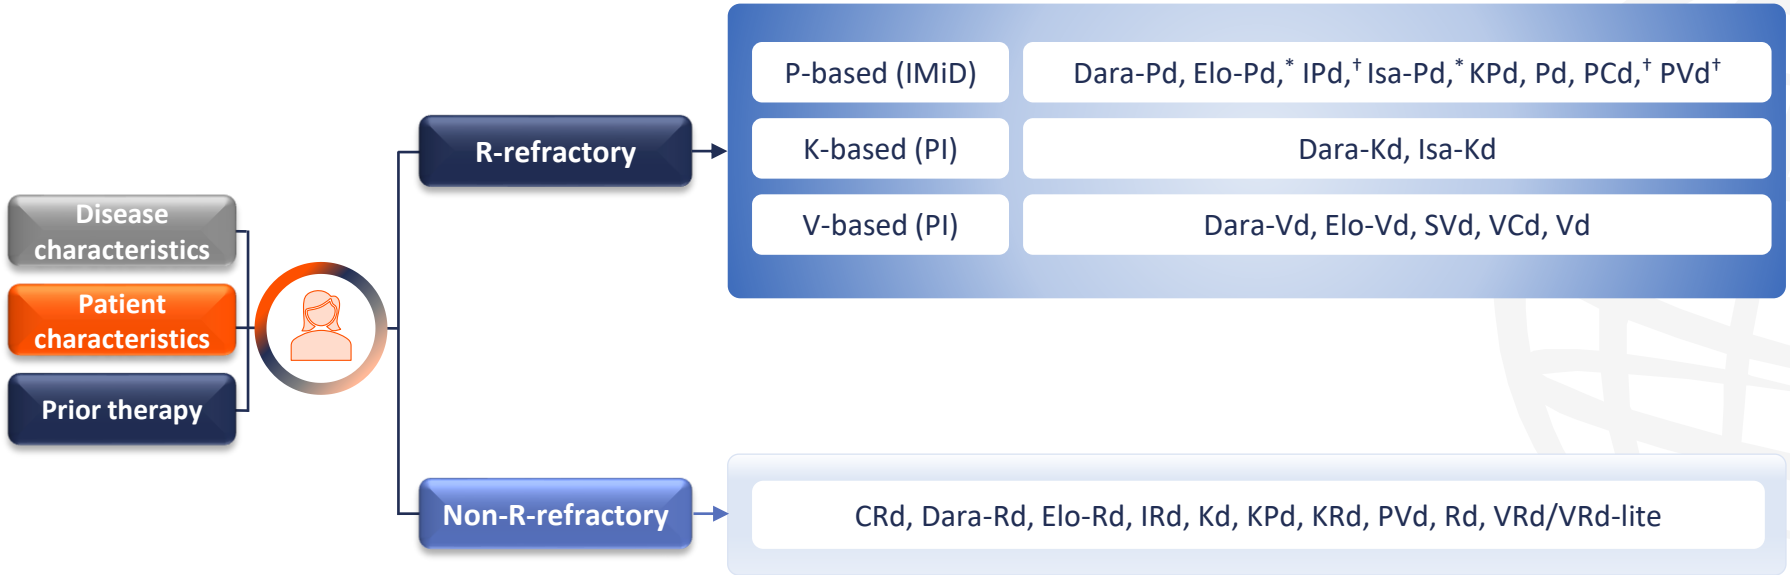 Disease
characteristics
Patient
characteristics
Prior therapy
R-refractory
P-based (IMiD)
Dara-Pd, Elo-Pd,* IPd,† Isa-Pd,* KPd, Pd, PCd,† PVd†
K-based (PI)
Dara-Kd, Isa-Kd
V-based (PI)
Dara-Vd, Elo-Vd, SVd, VCd, Vd
Non-R-refractory
CRd, Dara-Rd, Elo-Rd, IRd, Kd, KPd, KRd, PVd, Rd, VRd/VRd-lite